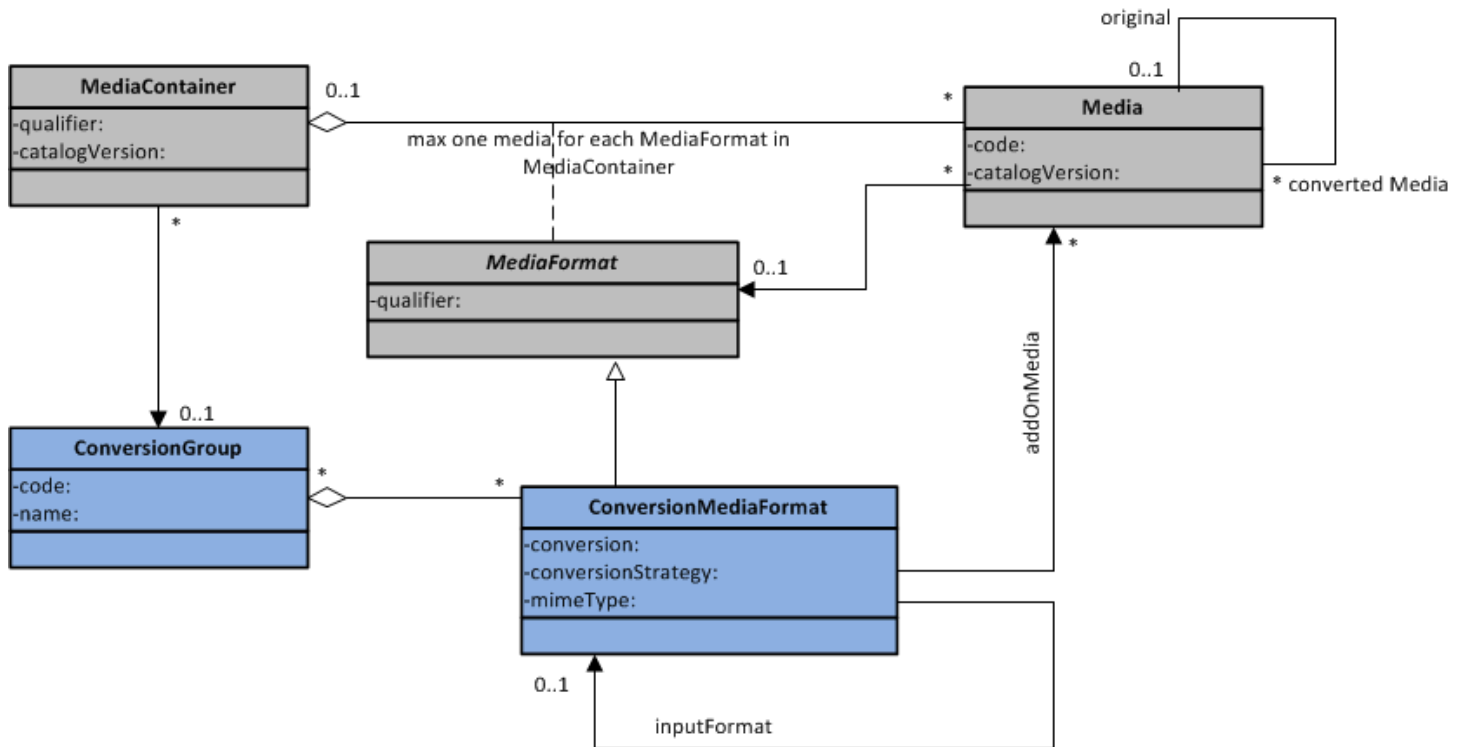 original
MediaContainer
0..1
0..1
*
Media
-qualifier:
-catalogVersion:
max one media for each MediaFormat in
MediaContainer
-code:
-catalogVersion:
*
* converted Media
*
*
MediaFormat
-qualifier:
0..1
addOnMedia
0..1
ConversionGroup
-code:
-name:
*
*
ConversionMediaFormat
-conversion:
-conversionStrategy:
-mimeType:
0..1
inputFormat